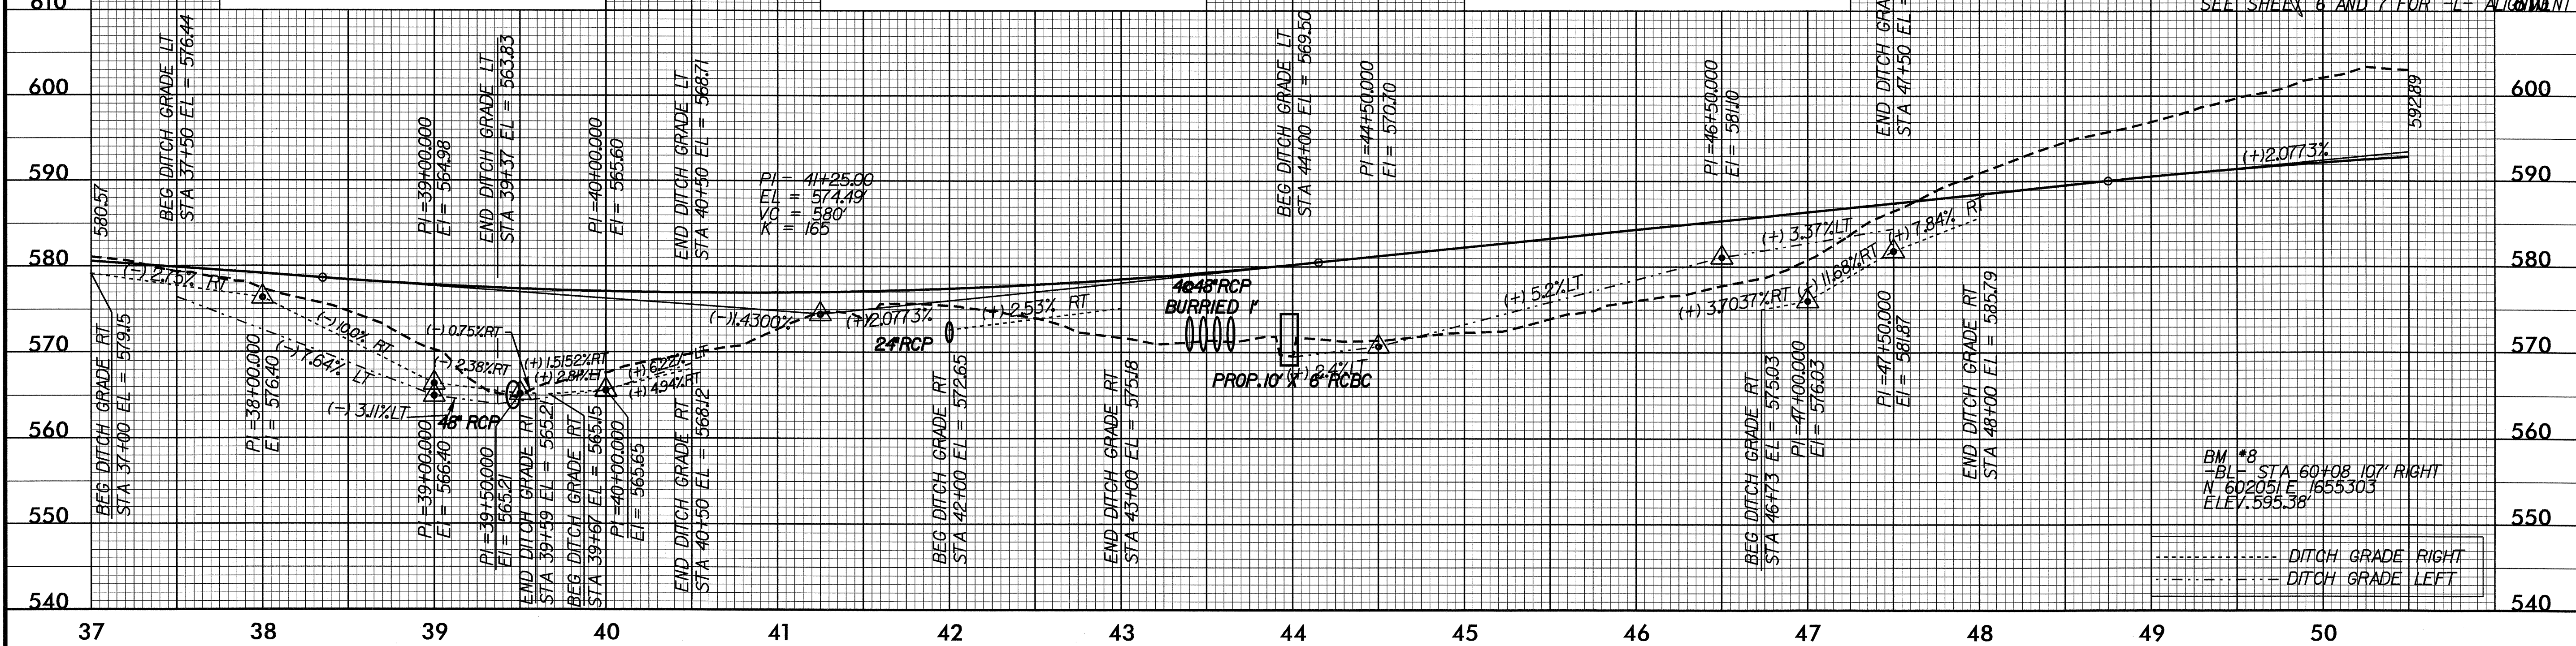 610
SEE SHEET 6 AND 7 FOR -L- ALIGNMENT
BEG DITCH GRADE LT
STA 37+50 EL = 576.44
END DITCH GRADE LT
STA 39+37 EL = 563.83
END DITCH GRADE LT
STA 40+50 EL = 568.71
BEG DITCH GRADE LT
STA 44+00 EL = 569.50
END DITCH GRA
STA 47+50 EL =
600
600
PI =39+00.000
El = 564.98
PI =40+00.000
El = 565.60
PI =44+50.000
El = 570.70
PI =46+50.000
El = 581.10
592.89
590
590
580.57
PI = 41+25.00
EL = 574.49'
VC = 580'
K = 165
(+)2.0773%
580
580
(-) 2.75% RT
(+) 3.37%LT
(+) 7.84% RT
(+) 11.68%RT
(+) 5.2%LT
(+) 3.7037%RT
4@48"RCP
BURRIED 1'
(-)1.4300%
(+)2.0773%
(+) 2.53% RT
24"RCP
570
570
(-)10.0% RT
(-) 7.64% LT
(-) 0.75%RT
(-) 2.38%RT
(+) 1.5152%RT
(+) 2.81%LT
(+) 6.22% LT
(+) 4.94%RT
(-) 3.11%LT
48" RCP
(+) 2.4%LT
PROP.10' X 6' RCBC
560
560
BEG DITCH GRADE RT
STA 37+00 EL = 579.15
PI =38+00.000
El = 576.40
PI =39+00.000
El = 566.40
PI =39+50.000
El = 565.21
END DITCH GRADE RT
STA 39+59 EL = 565.21
BEG DITCH GRADE RT
STA 39+67 EL = 565.15
PI =40+00.000
El = 565.65
END DITCH GRADE RT
STA 40+50 EL = 568.12
BEG DITCH GRADE RT
STA 42+00 EL = 572.65
END DITCH GRADE RT
STA 43+00 EL = 575.18
BEG DITCH GRADE RT
STA 46+73 EL = 575.03
PI =47+00.000
El = 576.03
PI =47+50.000
El = 581.87
END DITCH GRADE RT
STA 48+00 EL = 585.79
BM #8
-BL- STA 60+08 107' RIGHT
N 602051 E 1655303
ELEV.595.38'
550
550
DITCH GRADE RIGHT
DITCH GRADE LEFT
540
540
37 38 39 40 41 42 43 44 45 46 47 48 49 50